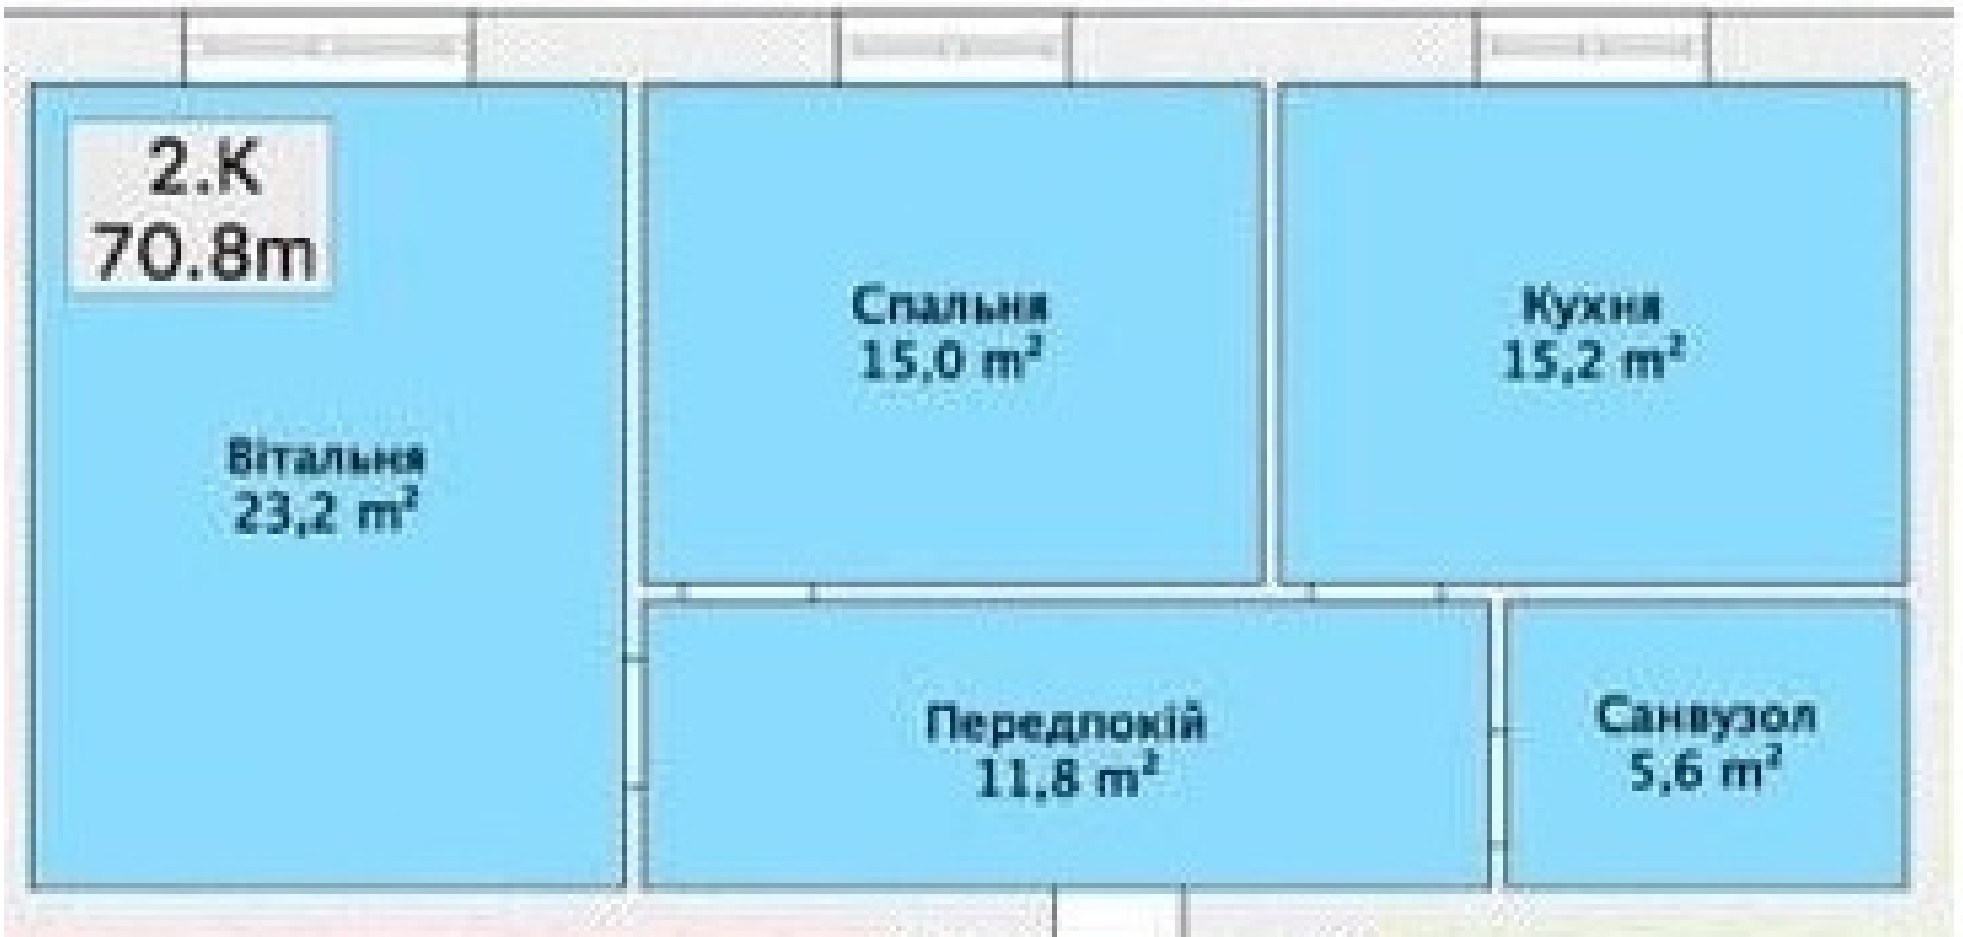 2.К
70.8m
Спальня
15,0 m²
Кухня
15,2 m²
Вітальня
23,2 m²
Передпокій
11,8 m²
Санвузол
5,6 m²